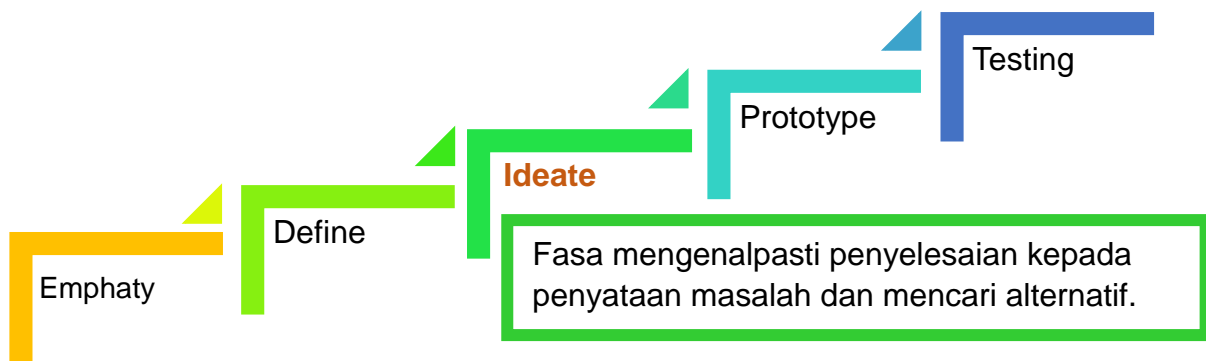 Testing
Prototype
Ideate
Define
Emphaty
Fasa mengenalpasti penyelesaian kepada
penyataan masalah dan mencari alternatif.